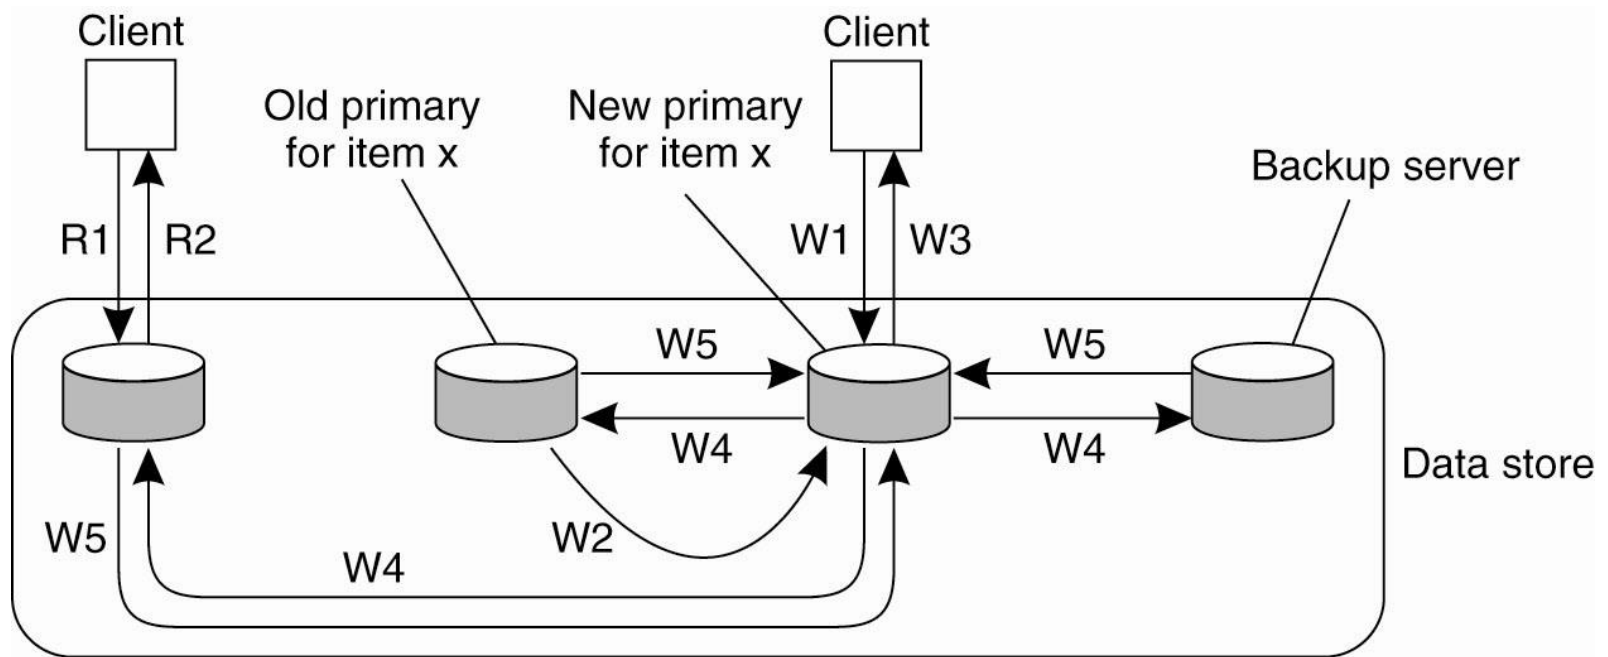 Client
Client
Old primary
for item x
New primary
for item x
Backup server
R1
R2
W1
W3
W5
W5
W4
W4
Data store
W5
W2
W4